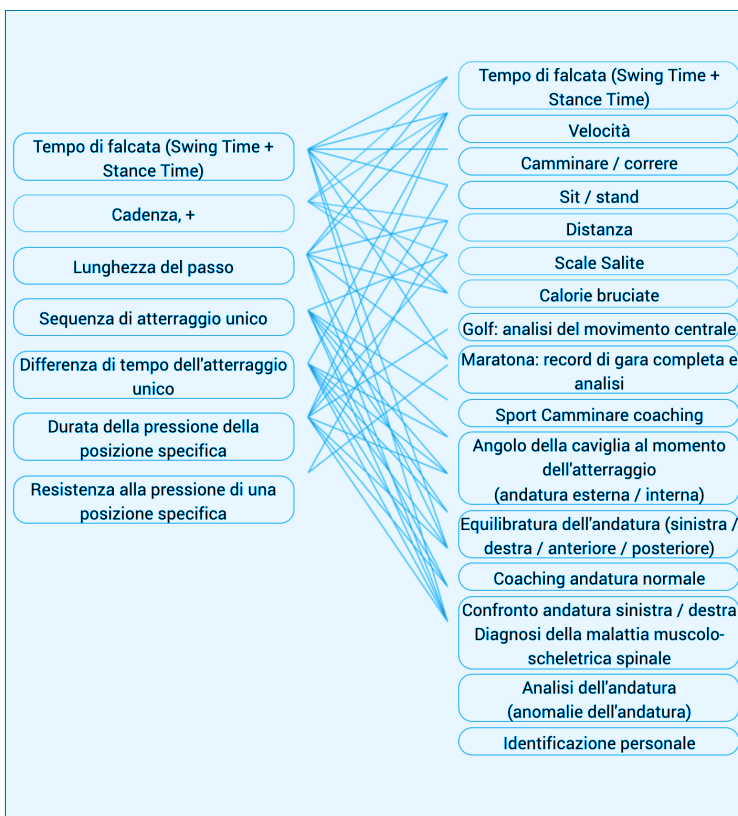 Tempo di falcata (Swing Time +
Stance Time)
Cadenza, +
Lunghezza del passo
Sequenza di atterraggio unico
Differenza di tempo dell'atterraggio
unico
Durata della pressione della
posizione specifica
Resistenza alla pressione di una
posizione specifica
Tempo di falcata (Swing Time +
Stance Time)
Velocità
Camminare / correre
Sit / stand
Distanza
Scale Salite
Calorie bruciate
Golf: analisi del movimento centrale
Maratona: record di gara completa e
analisi
Sport Camminare coaching
Angolo della caviglia al momento
dell'atterraggio
(andatura esterna / interna)
Equilibratura dell'andatura (sinistra /
destra / anteriore / posteriore)
Coaching andatura normale
Confronto andatura sinistra / destra
Diagnosi della malattia muscolo-
scheletrica spinale
Analisi dell'andatura
(anomalie dell'andatura)
Identificazione personale